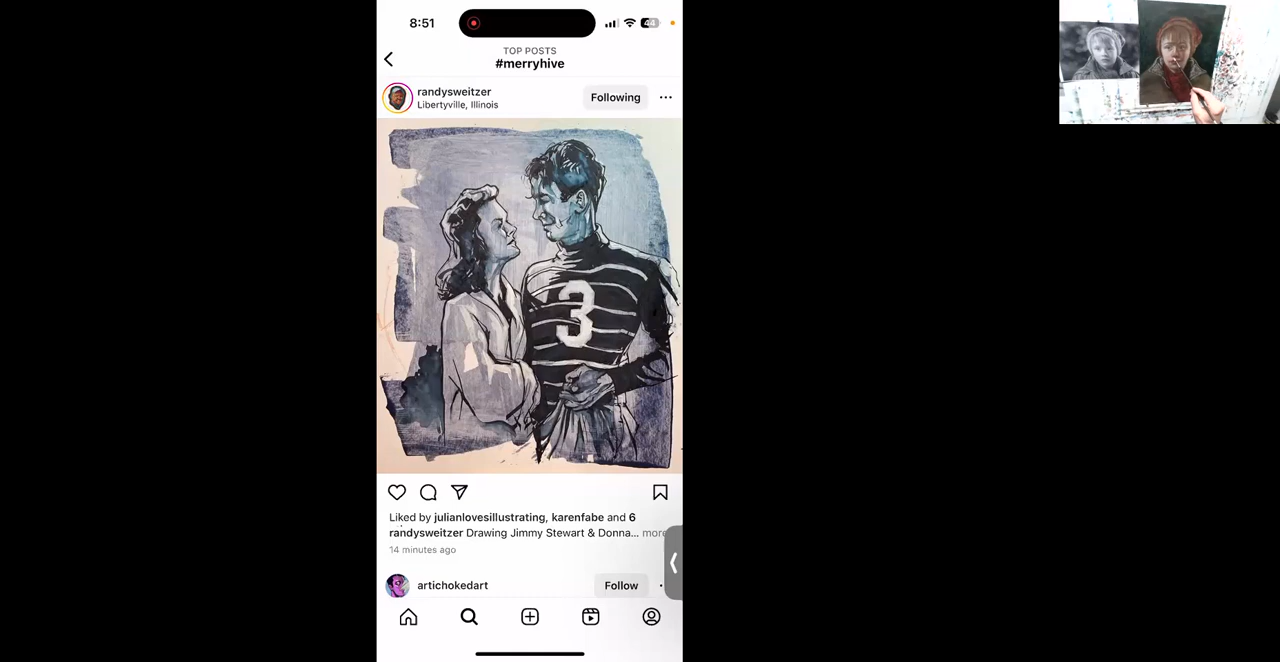 8:51
44
TOP POSTS
#merryhive
randysweitzer
Libertyville, Illinois
Following
3
Liked by julianlovesillustrating, karenfabe and 6
randysweitzer Drawing Jimmy Stewart & Donna... more
14 minutes ago
artichokedart
Follow